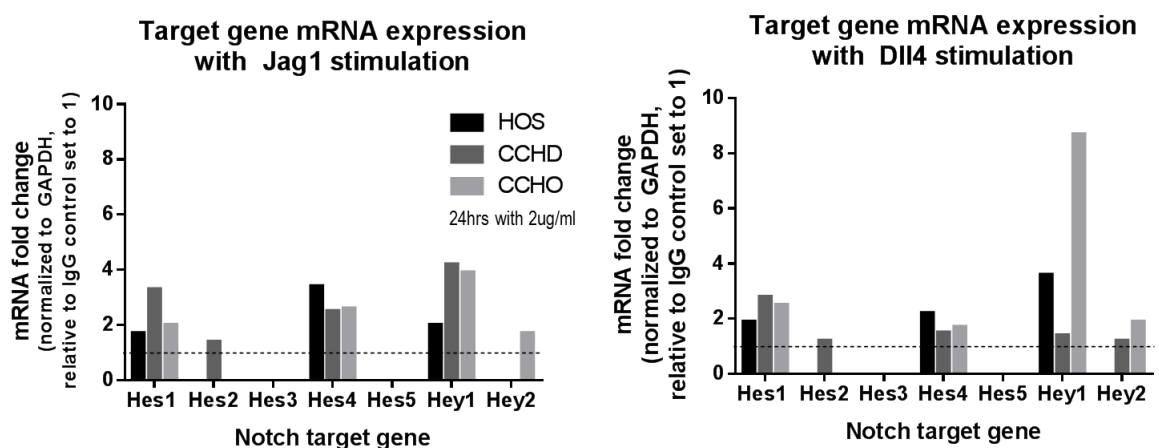 Target gene mRNA expression
with Jag1 stimulation
mRNA fold change
(normalized to GAPDH,
relative to IgG control set to 1)
10
8
6
4
2
0
HOS
CCHD
CCHO
24hrs with 2ug/ml
Hes1 Hes2 Hes3 Hes4 Hes5 Hey1 Hey2
Notch target gene
Target gene mRNA expression
with Dll4 stimulation
mRNA fold change
(normalized to GAPDH,
relative to IgG control set to 1)
10
8
6
4
2
0
Hes1 Hes2 Hes3 Hes4 Hes5 Hey1 Hey2
Notch target gene